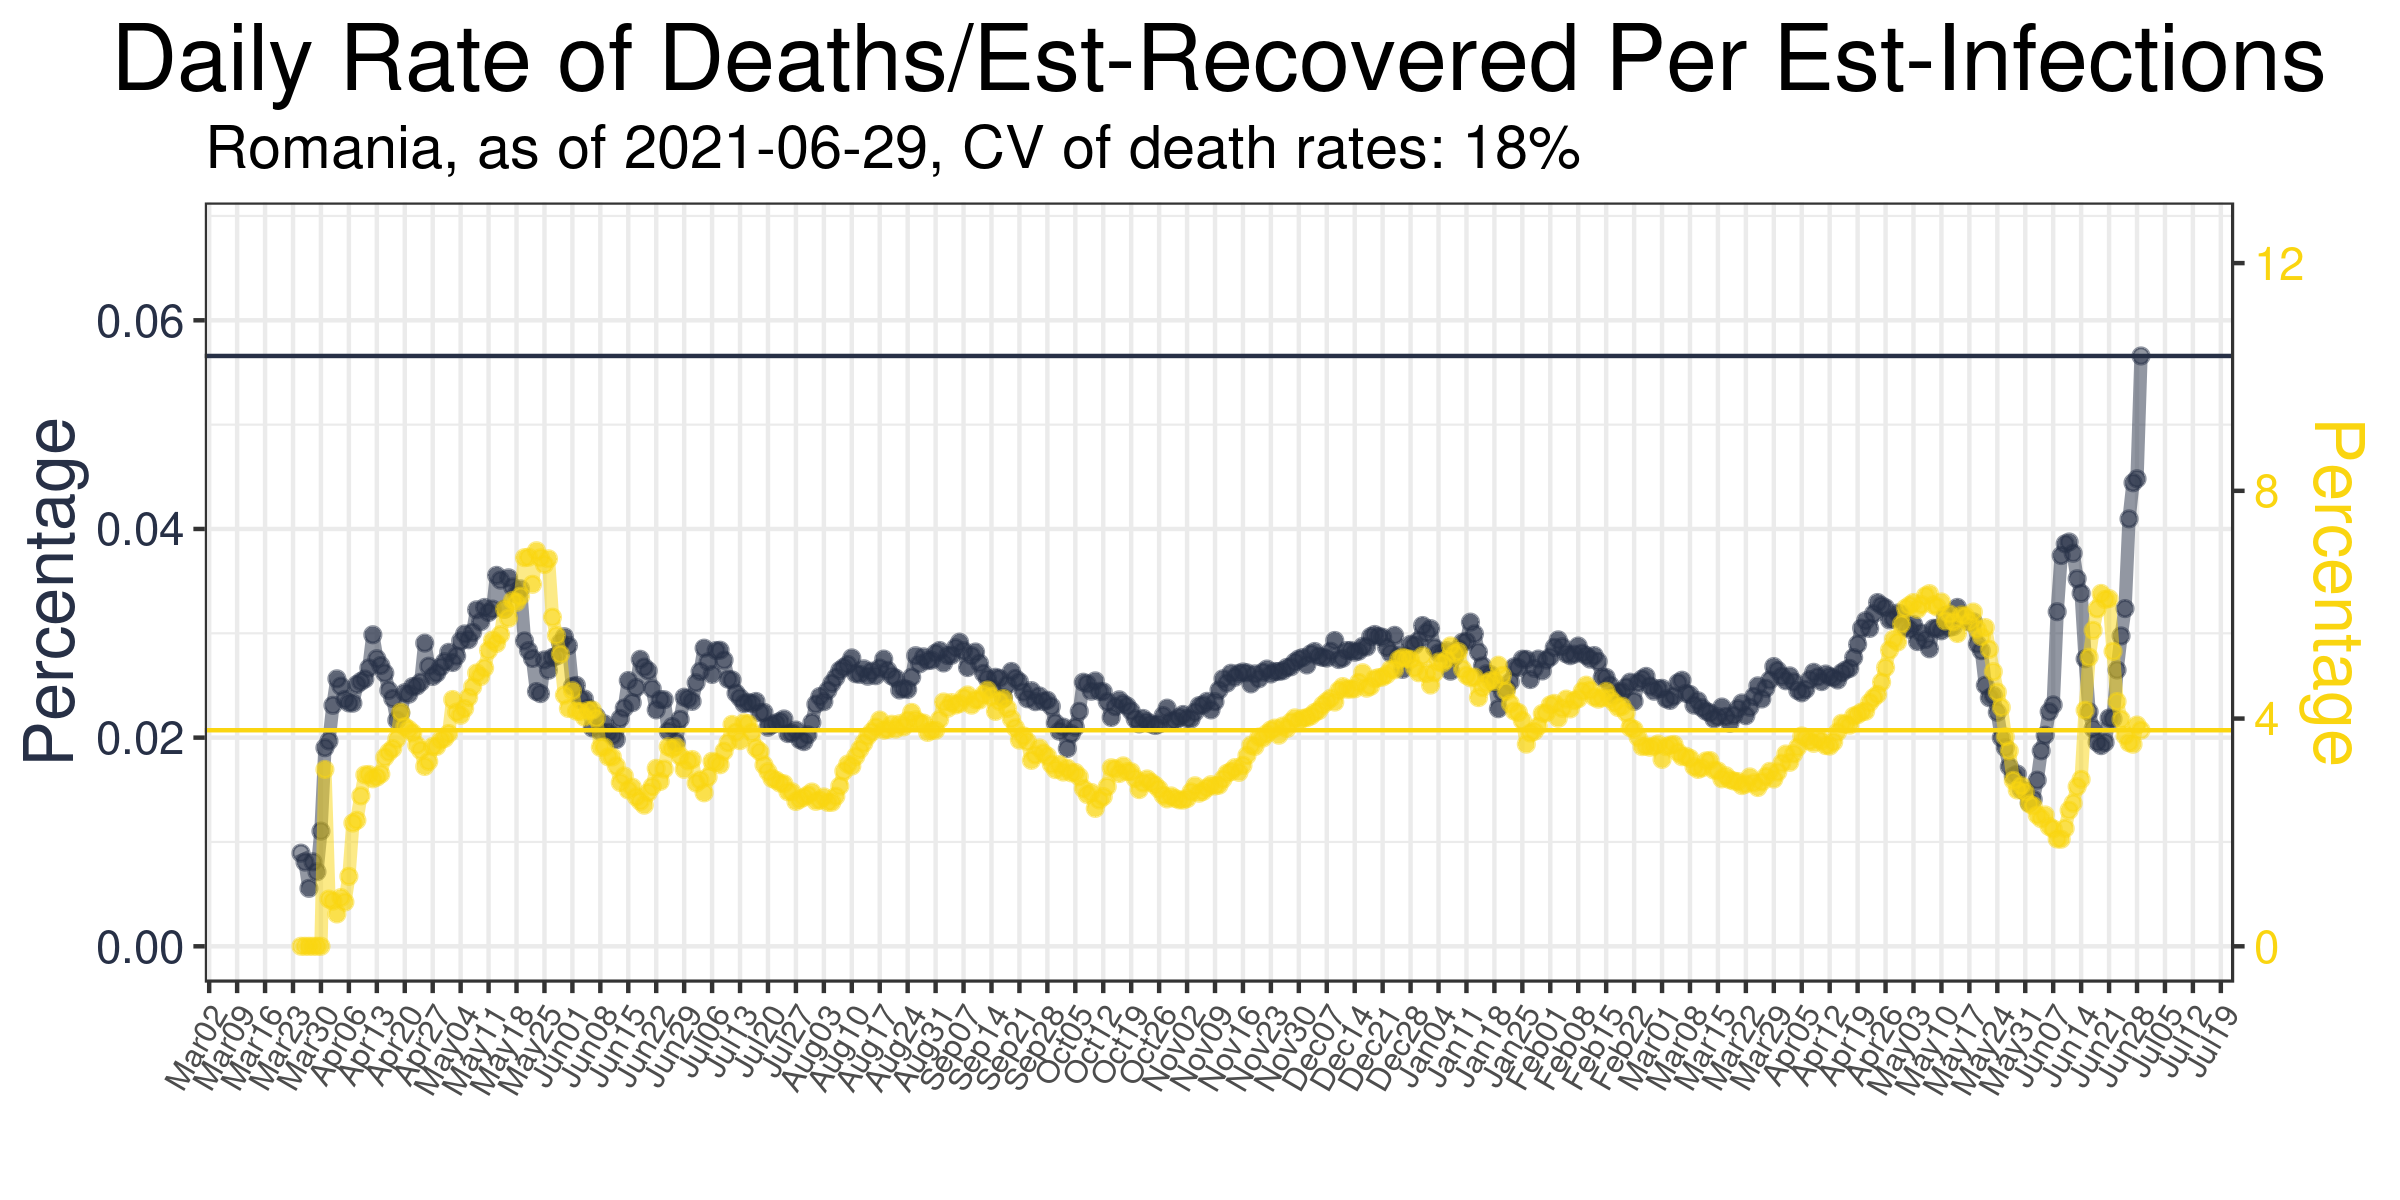 Daily Rate of Deaths/Est-Recovered Per Est-Infections
Romania, as of 2021-06-29, CV of death rates: 18%
Percentage
0.06
0.04
0.02
0.00
12
8
4
0
Percentage
Mar02
Mar09
Mar16
Mar23
Mar30
Apr06
Apr13
Apr20
Apr27
May04
May11
May18
May25
Jun01
Jun08
Jun15
Jun22
Jun29
Jul06
Jul13
Jul20
Jul27
Aug03
Aug10
Aug17
Aug24
Aug31
Sep07
Sep14
Sep21
Sep28
Oct05
Oct12
Oct19
Oct26
Nov02
Nov09
Nov16
Nov23
Nov30
Dec07
Dec14
Dec21
Dec28
Jan04
Jan11
Jan18
Jan25
Feb01
Feb08
Feb15
Feb22
Mar01
Mar08
Mar15
Mar22
Mar29
Apr05
Apr12
Apr19
Apr26
May03
May10
May17
May24
May31
Jun07
Jun14
Jun21
Jun28
Jul05
Jul12
Jul19